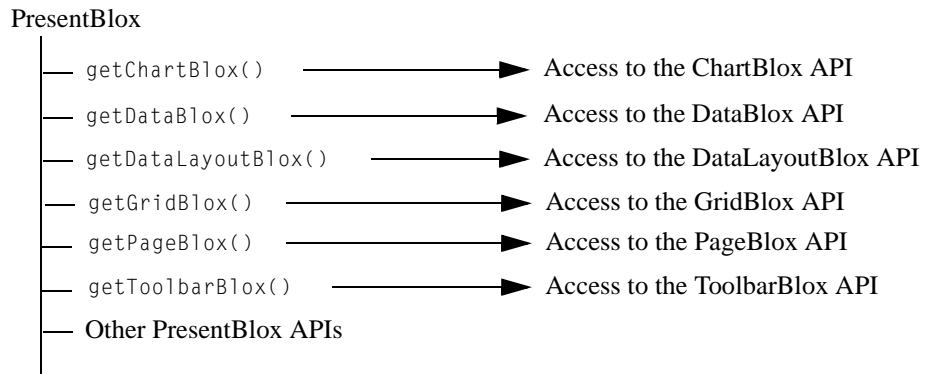 PresentBlox
getChartBlox() Access to the ChartBlox API
getDataBlox() Access to the DataBlox API
getDataLayoutBlox() Access to the DataLayoutBlox API
getGridBlox() Access to the GridBlox API
getPageBlox() Access to the PageBlox API
getToolbarBlox() Access to the ToolbarBlox API
Other PresentBlox APIs